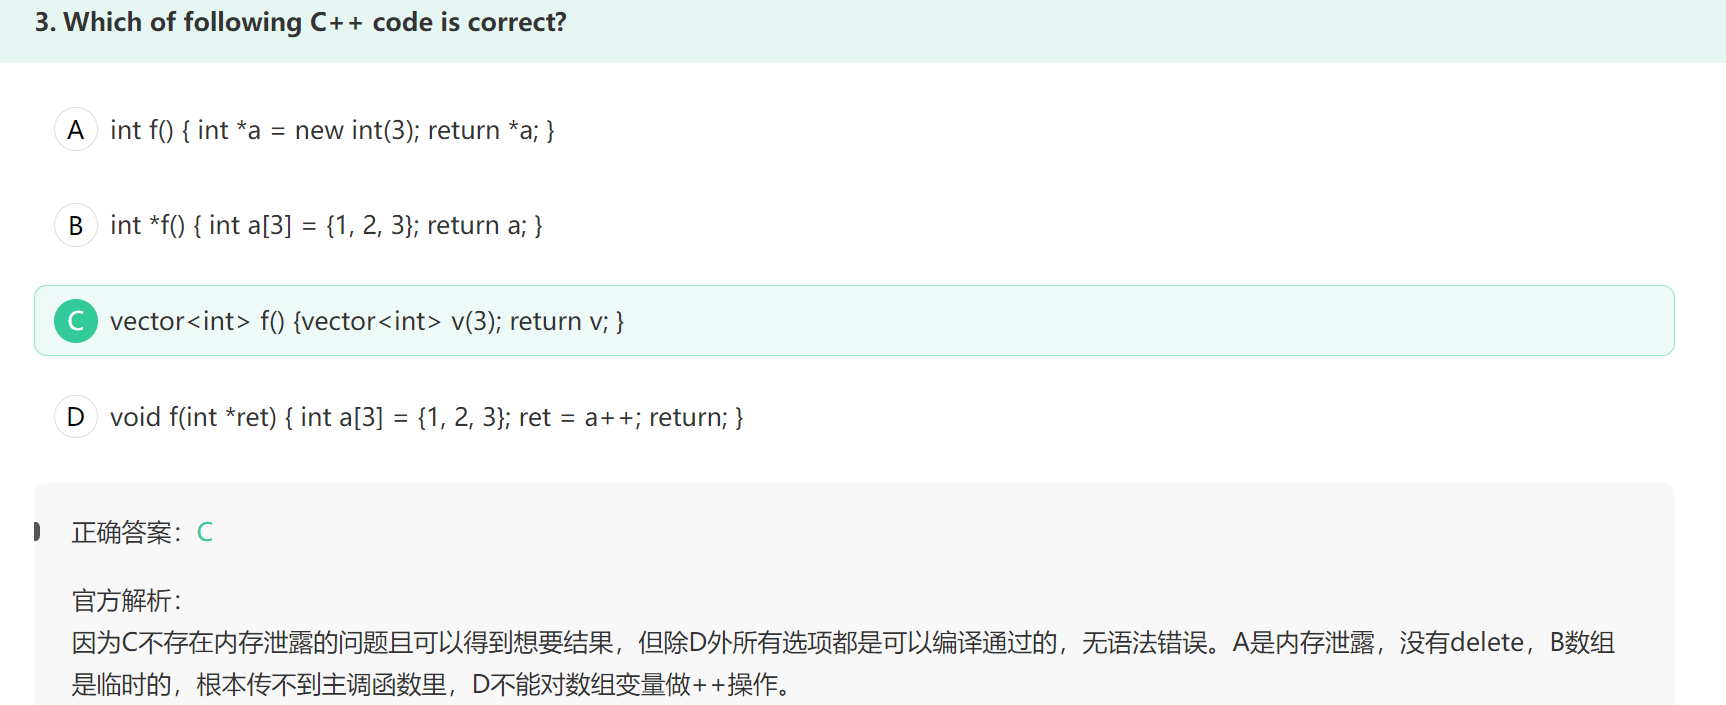 3. Which of following C++ code is correct?
A int f() { int *a = new int(3); return *a; }
B int *f() { int a[3] = {1, 2, 3}; return a; }
C vector<int> f() {vector<int> v(3); return v; }
D void f(int *ret) { int a[3] = {1, 2, 3}; ret = a++; return; }
正确答案：C
官方解析：
因为C不存在内存泄露的问题且可以得到想要结果，但除D外所有选项都是可以编译通过的，无语法错误。A是内存泄露，没有delete，B数组
是临时的，根本传不到主调函数里，D不能对数组变量做++操作。